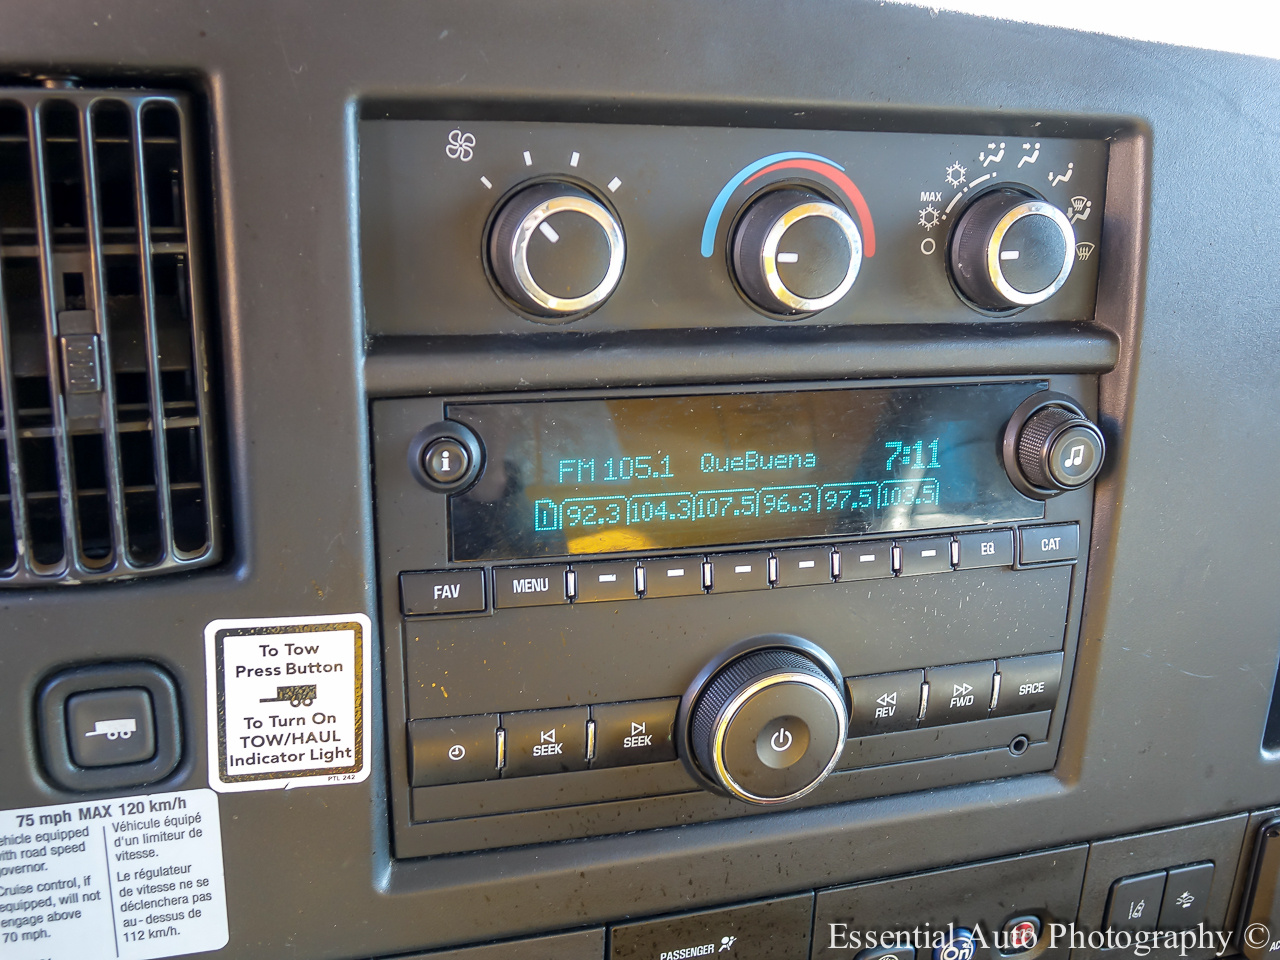 MAX
FM 105.1 QueBuena 7:11
92.3 104.3 107.5 96.3 97.5 103.5
i
FAV MENU EQ CAT
To Tow
Press Button
To Turn On
TOW/HAUL
Indicator Light
PTL 242
SEEK SEEK REV FWD SRCE
75 mph MAX 120 km/h
equipped
road speed
governor.
Cruise control, if
equipped, will not
engage above
70 mph.
Véhicule équipé
d'un limiteur de
vitesse.
Le régulateur
de vitesse ne se
déclenchera pas
au-dessus de
112 km/h.
PASSENGER
On
Essential Auto Photography ©